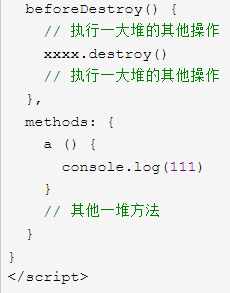 beforeDestroy() {
// 执行一大堆的其他操作
xxxx.destroy()
// 执行一大堆的其他操作
},
methods: {
a () {
console.log(111)
}
// 其他一堆方法
}
}
</script>